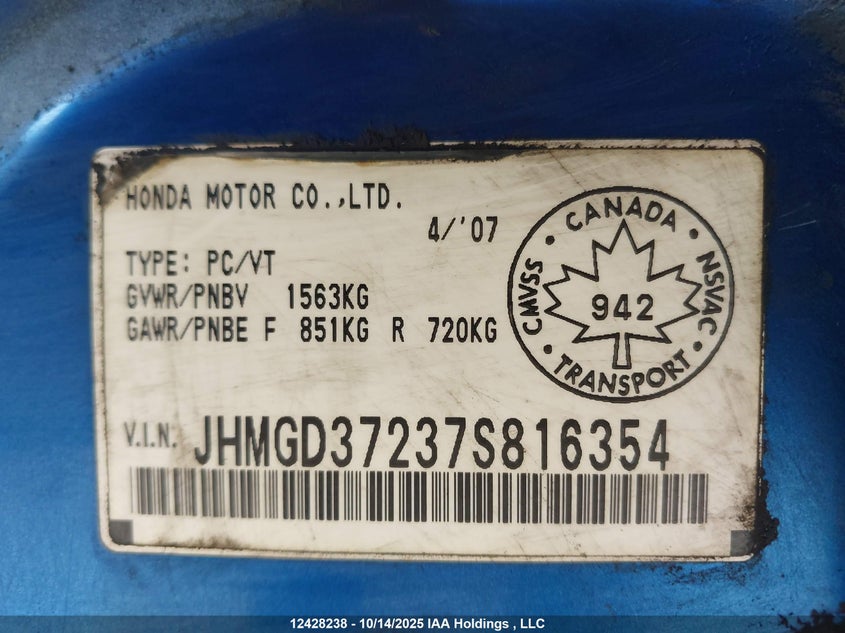 HONDA MOTOR CO.,LTD.
4/'07
TYPE: PC/VT
GVWR/PNBV 1563KG
GAWR/PNBE F 851KG R 720KG
CANADA
CMVSS
942
NSVAC
TRANSPORT
V.I.N. JHMGD37237S816354
12428238 - 10/14/2025 IAA Holdings , LLC